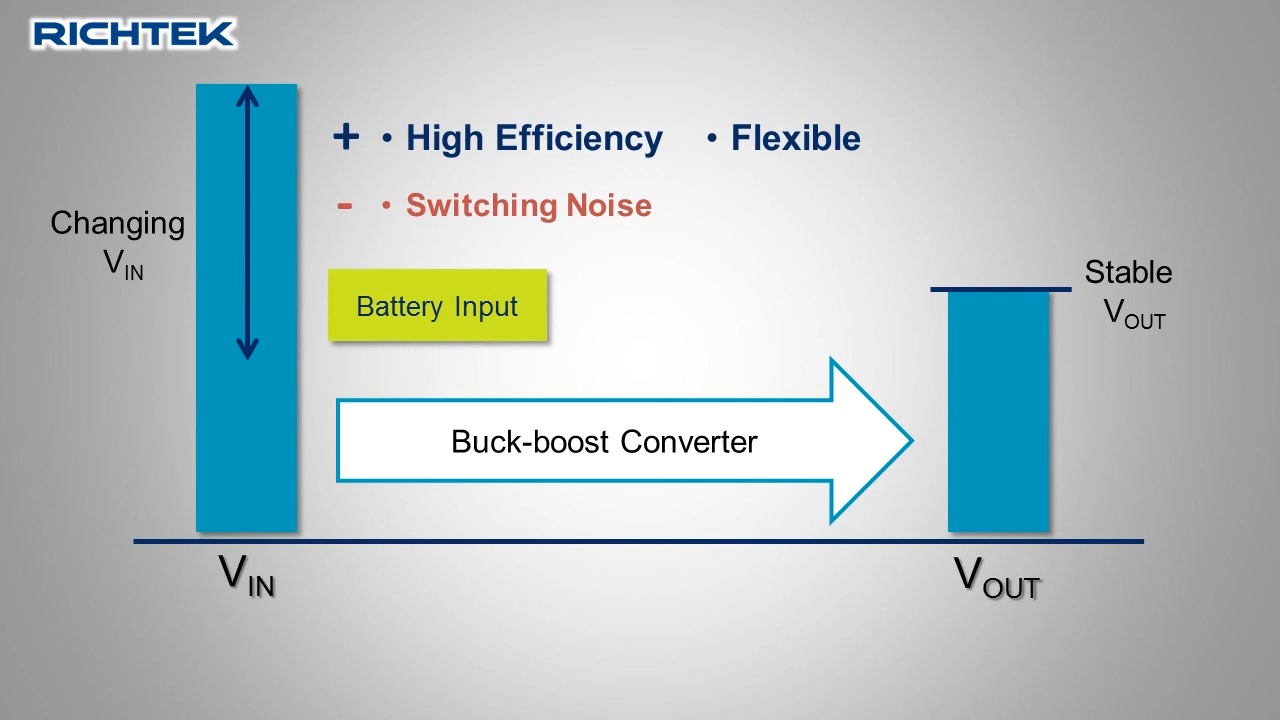 RICHTEK
+ • High Efficiency • Flexible
- • Switching Noise
Changing
VIN
Battery Input
Stable
VOUT
Buck-boost Converter
VIN
VOUT